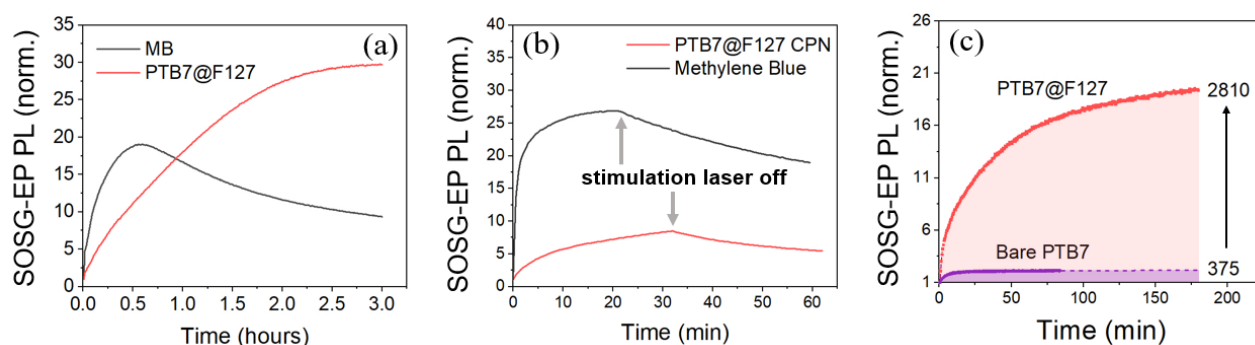 (a)
MB
PTB7@F127
35
30
25
20
15
10
5
0
0.0 0.5 1.0 1.5 2.0 2.5 3.0
SOSG-EP PL (norm.)
Time (hours)
(b)
PTB7@F127 CPN
Methylene Blue
stimulation laser off
40
35
30
25
20
15
10
5
0
0 10 20 30 40 50 60
SOSG-EP PL (norm.)
Time (min)
(c)
PTB7@F127
2810
Bare PTB7
375
26
21
16
11
6
1
0 50 100 150 200
SOSG-EP PL (norm.)
Time (min)